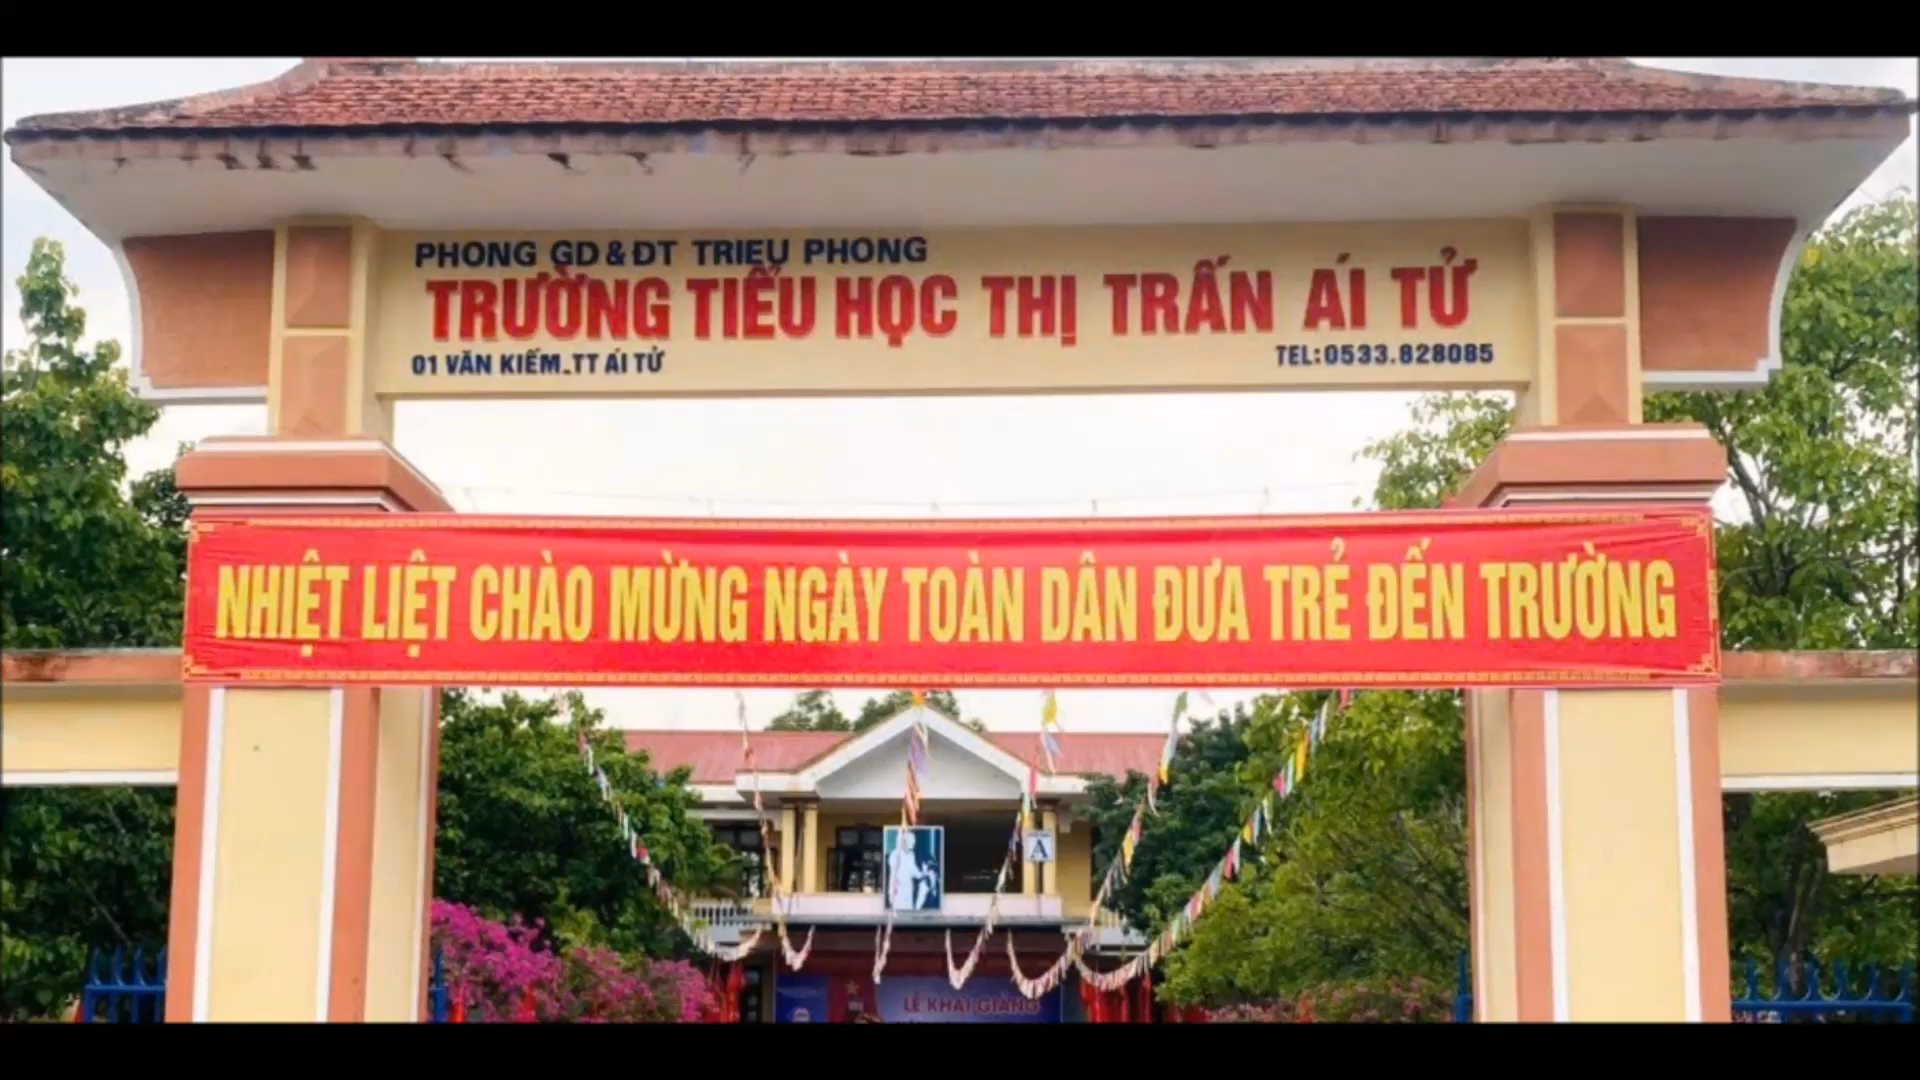 PHONG GD&ĐT TRIEU PHONG
TRƯỜNG TIỂU HỌC THỊ TRẤN ÁI TỬ
01 VĂN KIẾM_TT ÁI TỬ
TEL:0533.828085
NHIỆT LIỆT CHÀO MỪNG NGÀY TOÀN DÂN ĐƯA TRẺ ĐẾN TRƯỜNG
A
LỄ KHAI GIẢNG